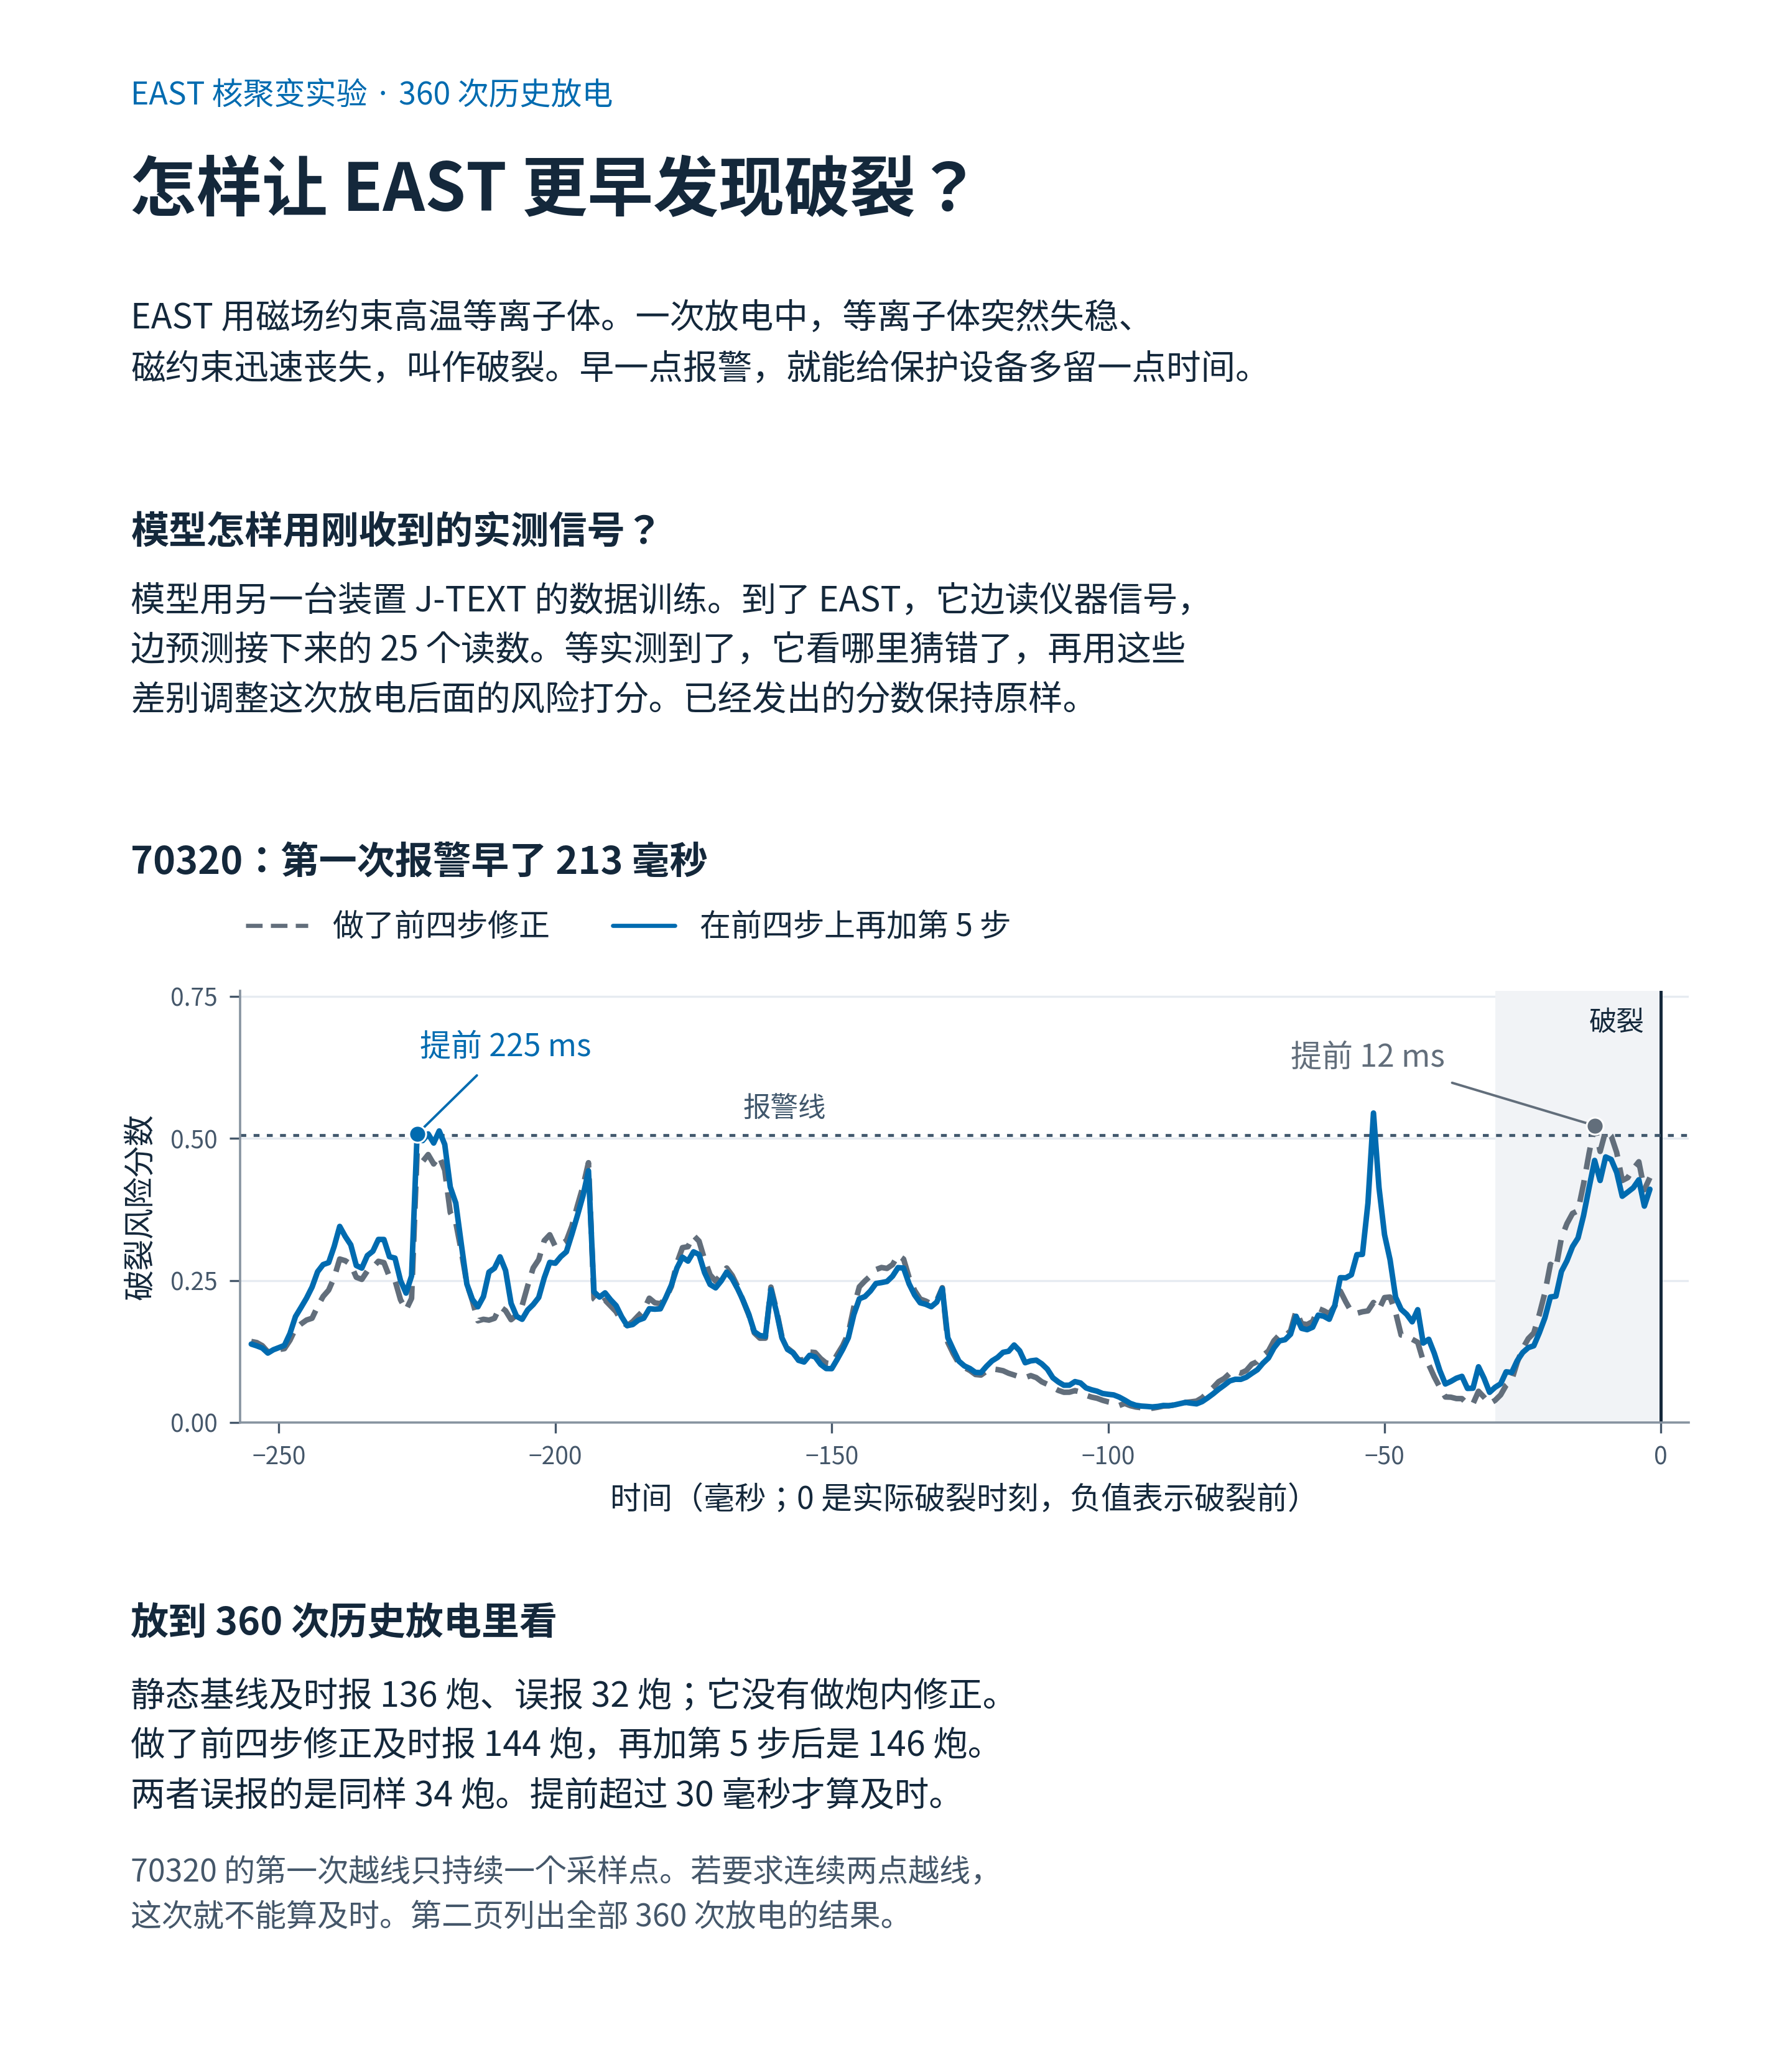 EAST 核聚变实验 · 360 次历史放电
怎样让 EAST 更早发现破裂？
EAST 用磁场约束高温等离子体。一次放电中，等离子体突然失稳、
磁约束迅速丧失，叫作破裂。早一点报警，就能给保护设备多留一点时间。
模型怎样用刚收到的实测信号？
模型用另一台装置 J-TEXT 的数据训练。到了 EAST，它边读仪器信号，
边预测接下来的 25 个读数。等实测到了，它看哪里猜错了，再用这些
差别调整这次放电后面的风险打分。已经发出的分数保持原样。
70320：第一次报警早了 213 毫秒
做了前四步修正
在前四步上再加第 5 步
0.75
0.50
0.25
0.00
破裂风险分数
提前 225 ms
报警线
提前 12 ms
破裂
−250
−200
−150
−100
−50
0
时间（毫秒；0 是实际破裂时刻，负值表示破裂前）
放到 360 次历史放电里看
静态基线及时报 136 炮、误报 32 炮；它没有做炮内修正。
做了前四步修正及时报 144 炮，再加第 5 步后是 146 炮。
两者误报的是同样 34 炮。提前超过 30 毫秒才算及时。
70320 的第一次越线只持续一个采样点。若要求连续两点越线，
这次就不能算及时。第二页列出全部 360 次放电的结果。